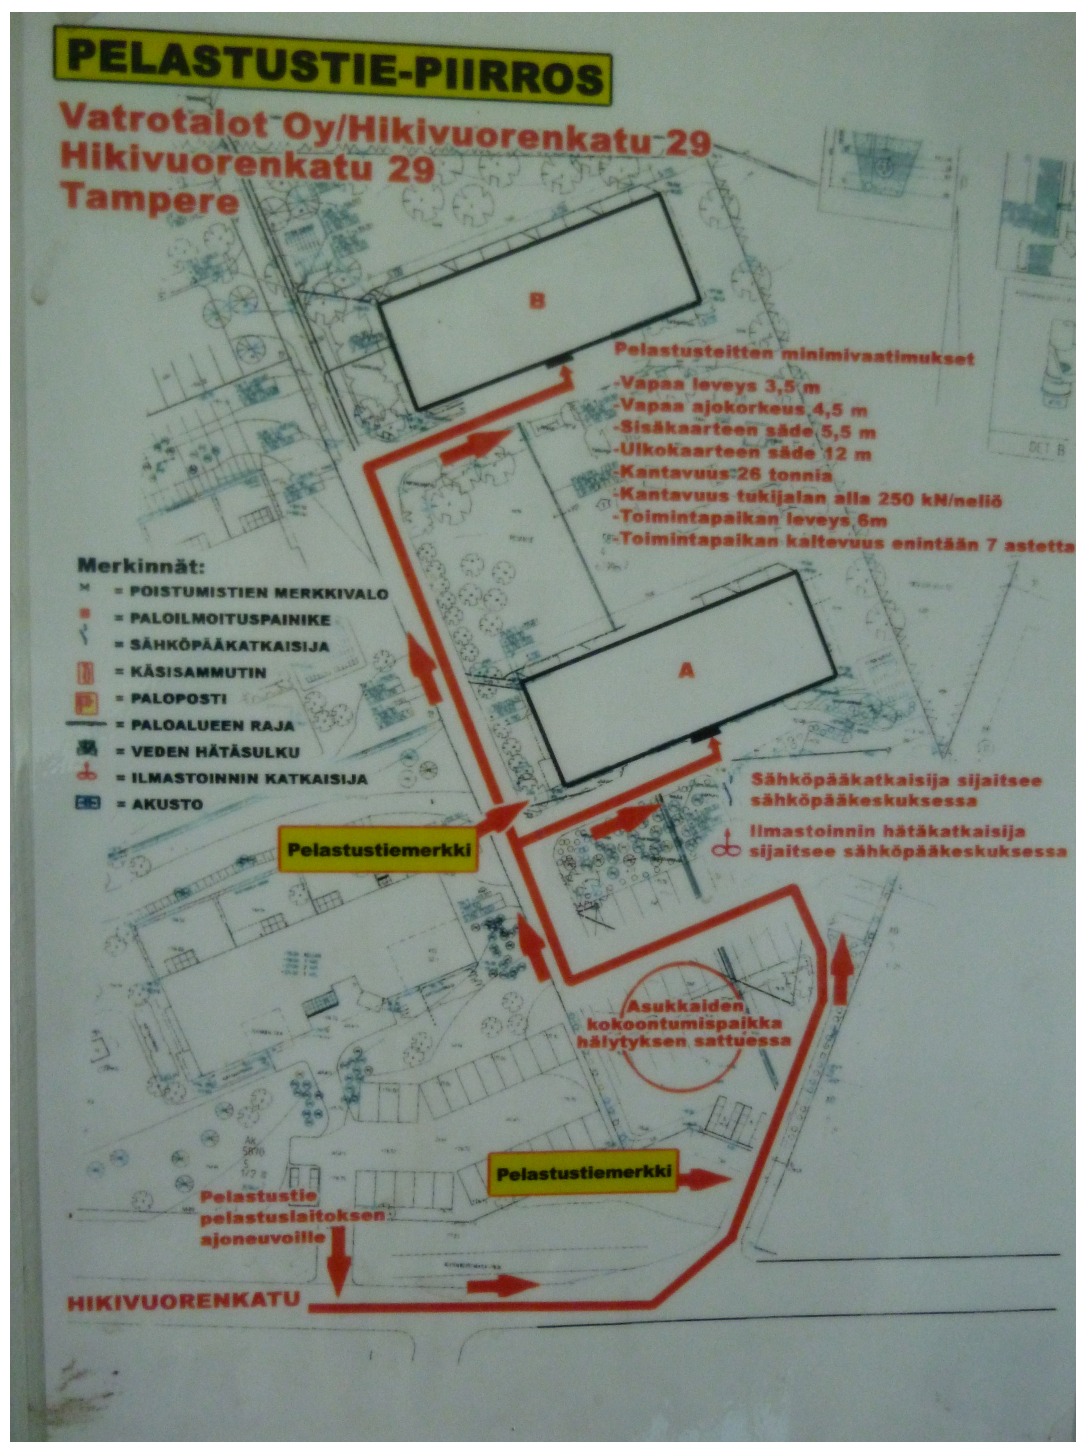 PELASTUSTIE-PIIRROS
Vatrotalot Oy/Hikivuorenkatu 29
Hikivuorenkatu 29
Tampere
B
Pelastusteitten minimivaatimukset
-Vapaa leveys 3,5 m
-Vapaa ajokorkeus 4,5 m
-Sisäkaarteen säde 5,5 m
-Ulkokaarteen säde 12 m
-Kantavuus 26 tonnia
-Kantavuus tukijalan alla 250 kN/neliö
-Toimintapaikan leveys 6m
-Toimintapaikan kaltevuus enintään 7 astetta
DET B
Merkinnät:
= POISTUMISTIEN MERKKIVALO
= PALOILMOITUSPAINIKE
= SÄHKÖPÄÄKATKAISIJA
= KÄSISAMMUTIN
= PALOPOSTI
= PALOALUEEN RAJA
= VEDEN HÄTÄSULKU
= ILMASTOINNIN KATKAISIJA
= AKUSTO
A
Sähköpääkatkaisija sijaitsee
sähköpääkeskuksessa
Ilmastoinnin hätäkatkaisija
sijaitsee sähköpääkeskuksessa
Pelastustiemerkki
Asukkaiden
kokoontumispaikka
hälytyksen sattuessa
Pelastustiemerkki
AK
5876
Pelastustie
pelastuslaitoksen
ajoneuvoille
HIKIVUORENKATU